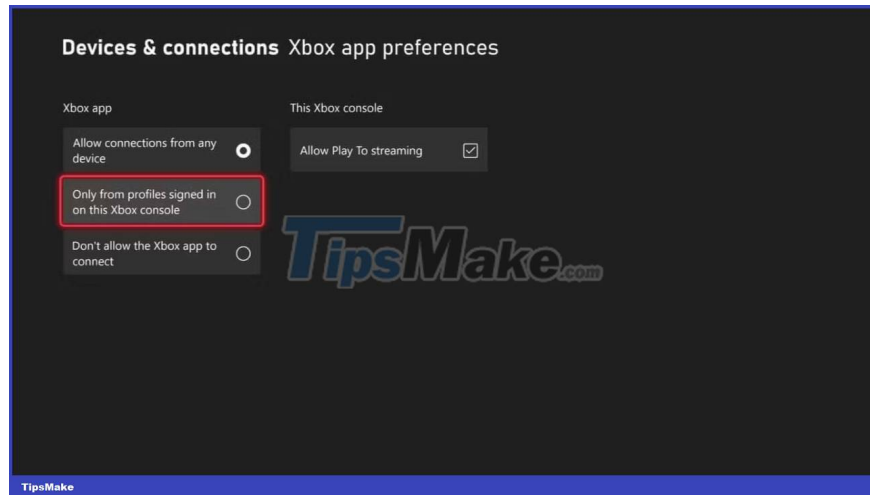 Devices & connections Xbox app preferences
Xbox app
Allow connections from any
device
Only from profiles signed in
on this Xbox console
Don't allow the Xbox app to
connect
This Xbox console
Allow Play To streaming
TipsMake.com
TipsMake